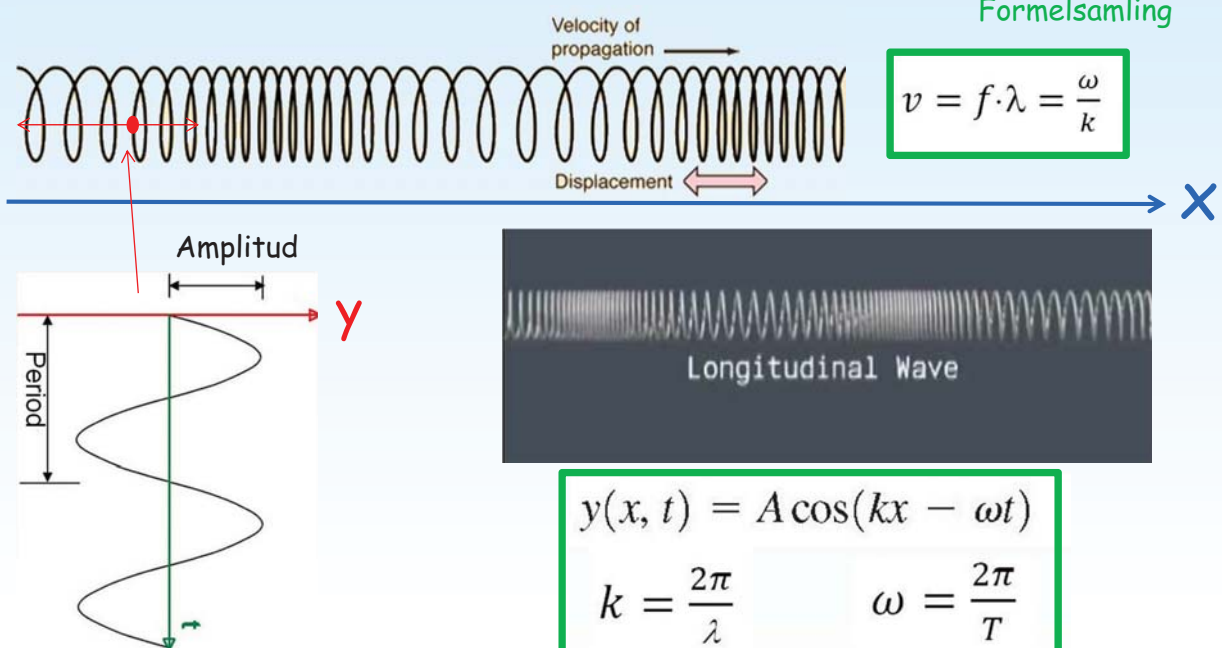 Formelsamling
Velocity of
propagation
v = f·λ = ω/k
Displacement
X
Amplitud
y
Period
t
Longitudinal Wave
y(x, t) = A cos(kx − ωt)
k = 2π/λ
ω = 2π/T